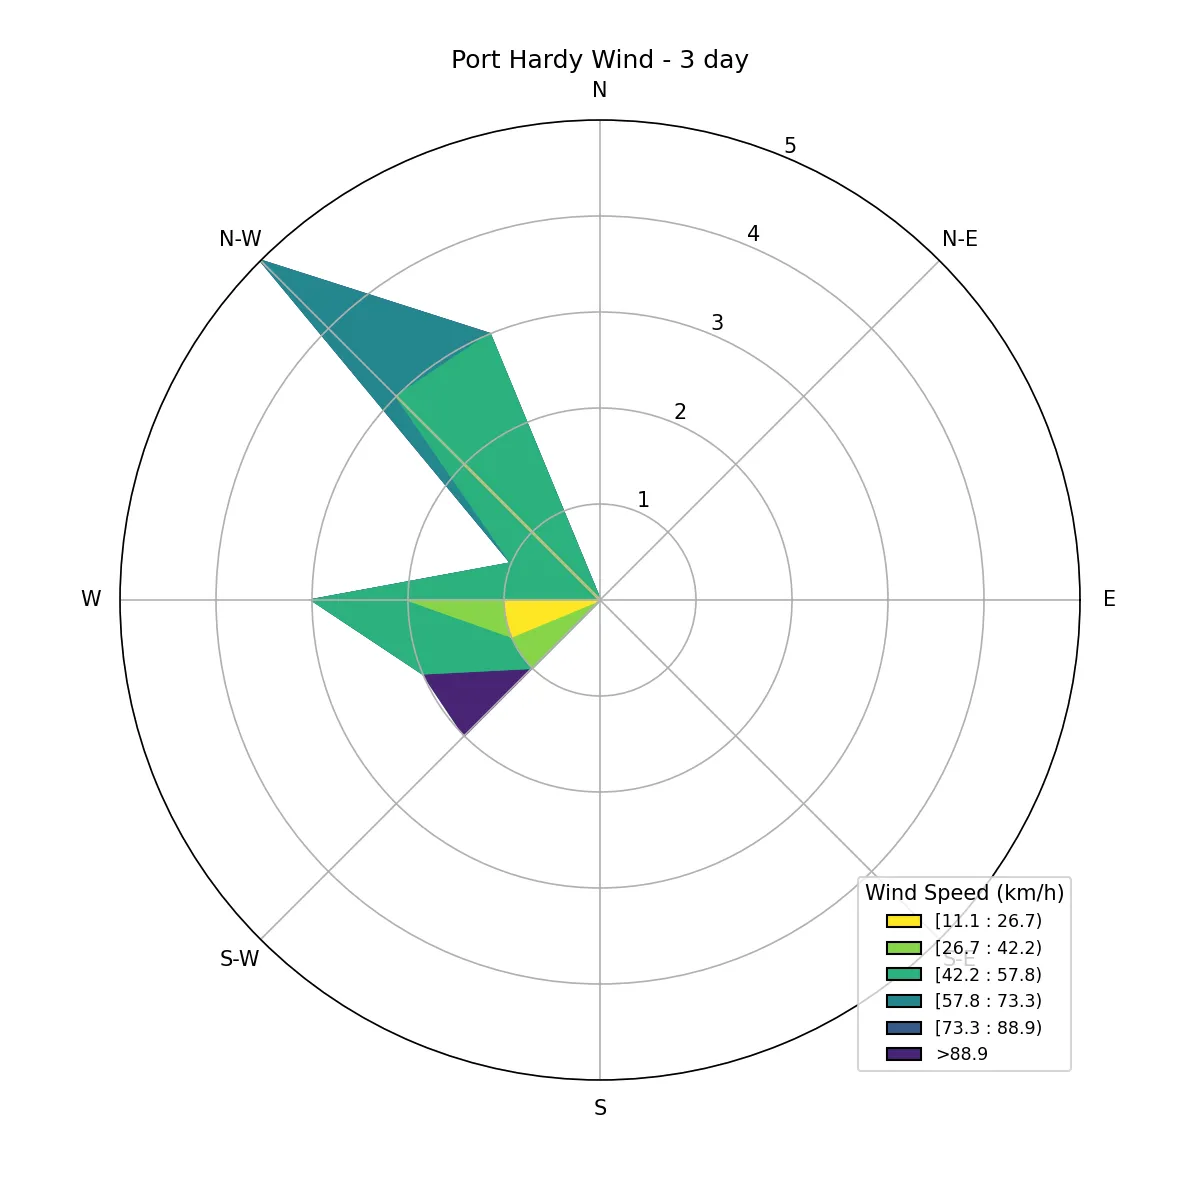 Port Hardy Wind - 3 day
N
5
N-W
4
N-E
3
2
1
W
E
S-W
S-E
Wind Speed (km/h)
[11.1 : 26.7)
[26.7 : 42.2)
[42.2 : 57.8)
[57.8 : 73.3)
[73.3 : 88.9)
>88.9
S